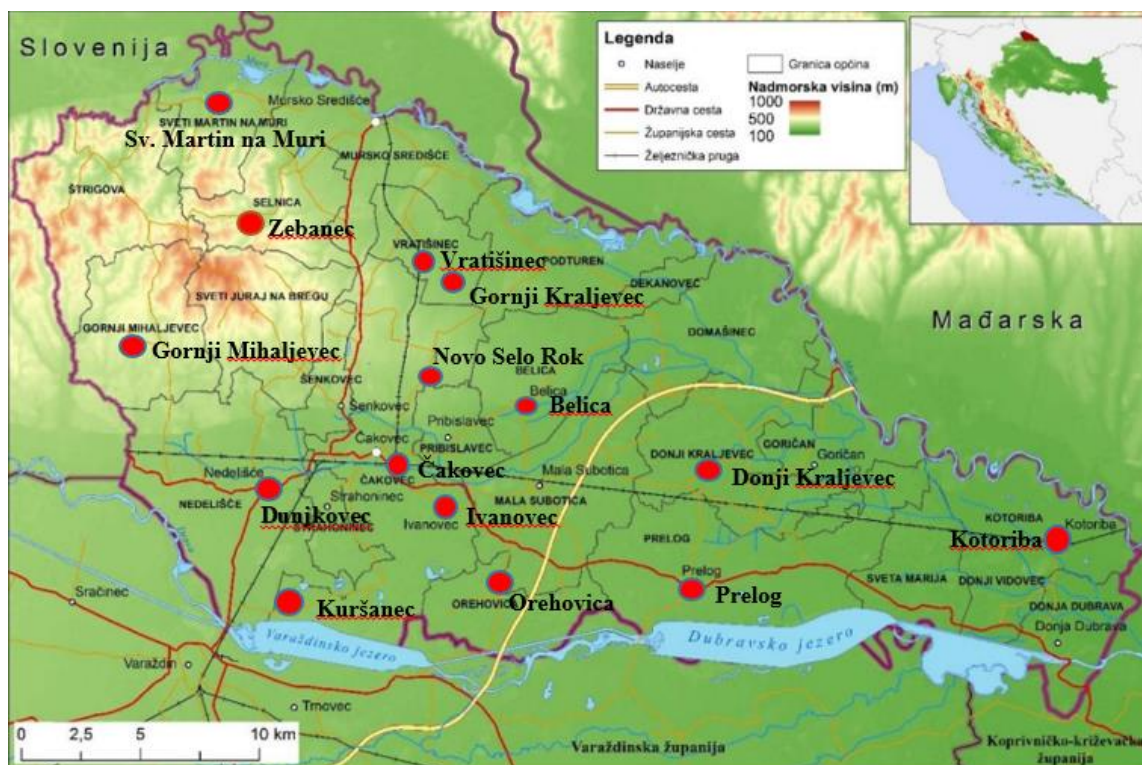 Slovenija
Legenda
Naselje
Autocesta
Državna cesta
Županijska cesta
Željeznička pruga
Granica općina
Nadmorska visina (m)
1000
500
100
Mursko Središče
SVETI MARTIN NA MURI
Sv. Martin na Muri
MURSKO SREDIŠĆE
ŠTRIGOVA
SELNICA
Zebanec
VRATIŠINEC
Vratišinec
PODTUREN
Gornji Kraljevec
DEKANOVEC
SVETI JURAJ NA BREGU
DOMAŠINEC
Mađarska
GORNJI MIHALJEVEC
Gornji Mihaljevec
Novo Selo Rok
BELICA
ŠENKOVEC
Belica
Belica
Šenkovec
Pribislavec
PRIBISLAVEC
Čakovec
Čakovec
ČAKOVEC
Nedelišće
NEDELIŠĆE
Mala Subotica
MALA SUBOTICA
DONJI KRALJEVEC
Donji Kraljevec
GORIČAN
Goričan
Dunjkovec
Strahoninec
STRAHONINEC
Ivanovec
Ivanovec
KOTORIBA
Kotoriba
Kotoriba
PRELOG
Prelog
Prelog
SVETA MARIJA
DONJI VIDOVEC
Kuršanec
OREHOVICA
Orehovica
DONJA DUBRAVA
Donja Dubrava
Sračinec
Varaždinsko jezero
Dubravsko jezero
Varaždin
Trnovec
0 2,5 5 10 km
Varaždinska županija
Koprivničko-križevačka
županija